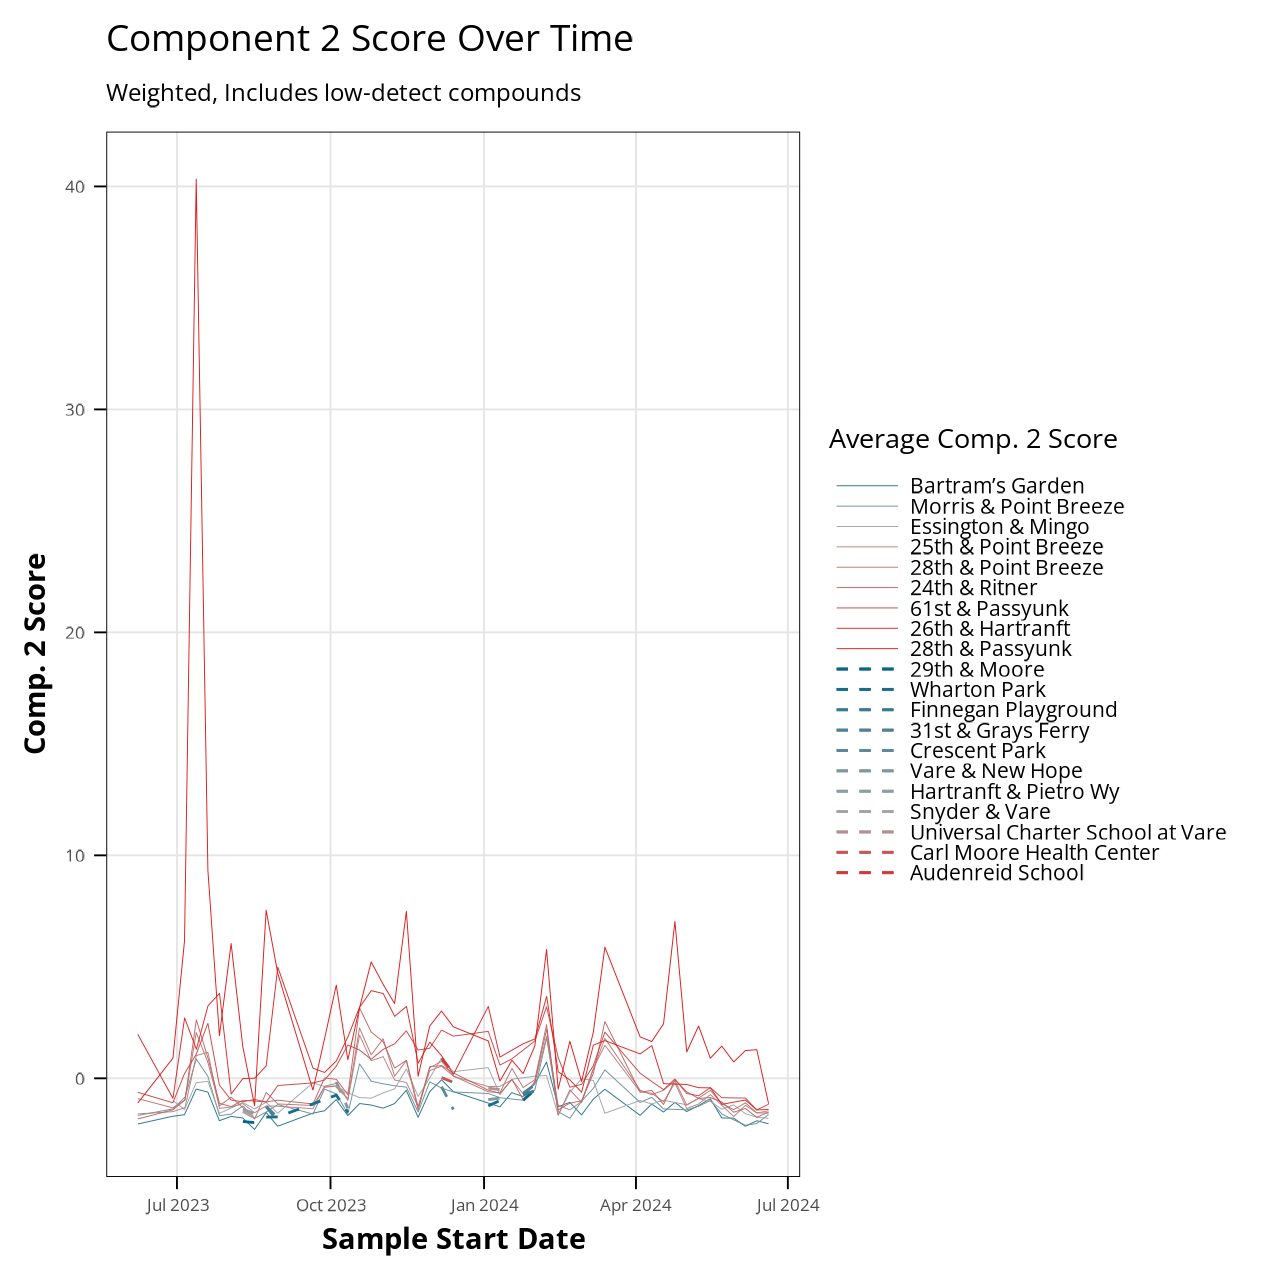 Component 2 Score Over Time
Weighted, Includes low-detect compounds
Comp. 2 Score
40
30
20
10
0
Jul 2023
Oct 2023
Jan 2024
Apr 2024
Jul 2024
Sample Start Date
Average Comp. 2 Score
Bartram’s Garden
Morris & Point Breeze
Essington & Mingo
25th & Point Breeze
28th & Point Breeze
24th & Ritner
61st & Passyunk
26th & Hartranft
28th & Passyunk
29th & Moore
Wharton Park
Finnegan Playground
31st & Grays Ferry
Crescent Park
Vare & New Hope
Hartranft & Pietro Wy
Snyder & Vare
Universal Charter School at Vare
Carl Moore Health Center
Audenreid School